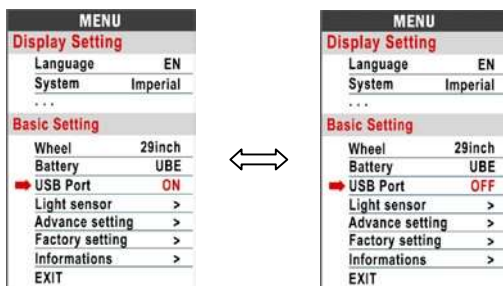 MENU
Display Setting
Language EN
System Imperial
...
Basic Setting
Wheel 29inch
Battery UBE
USB Port ON
Light sensor >
Advance setting >
Factory setting >
Informations >
EXIT
MENU
Display Setting
Language EN
System Imperial
...
Basic Setting
Wheel 29inch
Battery UBE
USB Port OFF
Light sensor >
Advance setting >
Factory setting >
Informations >
EXIT